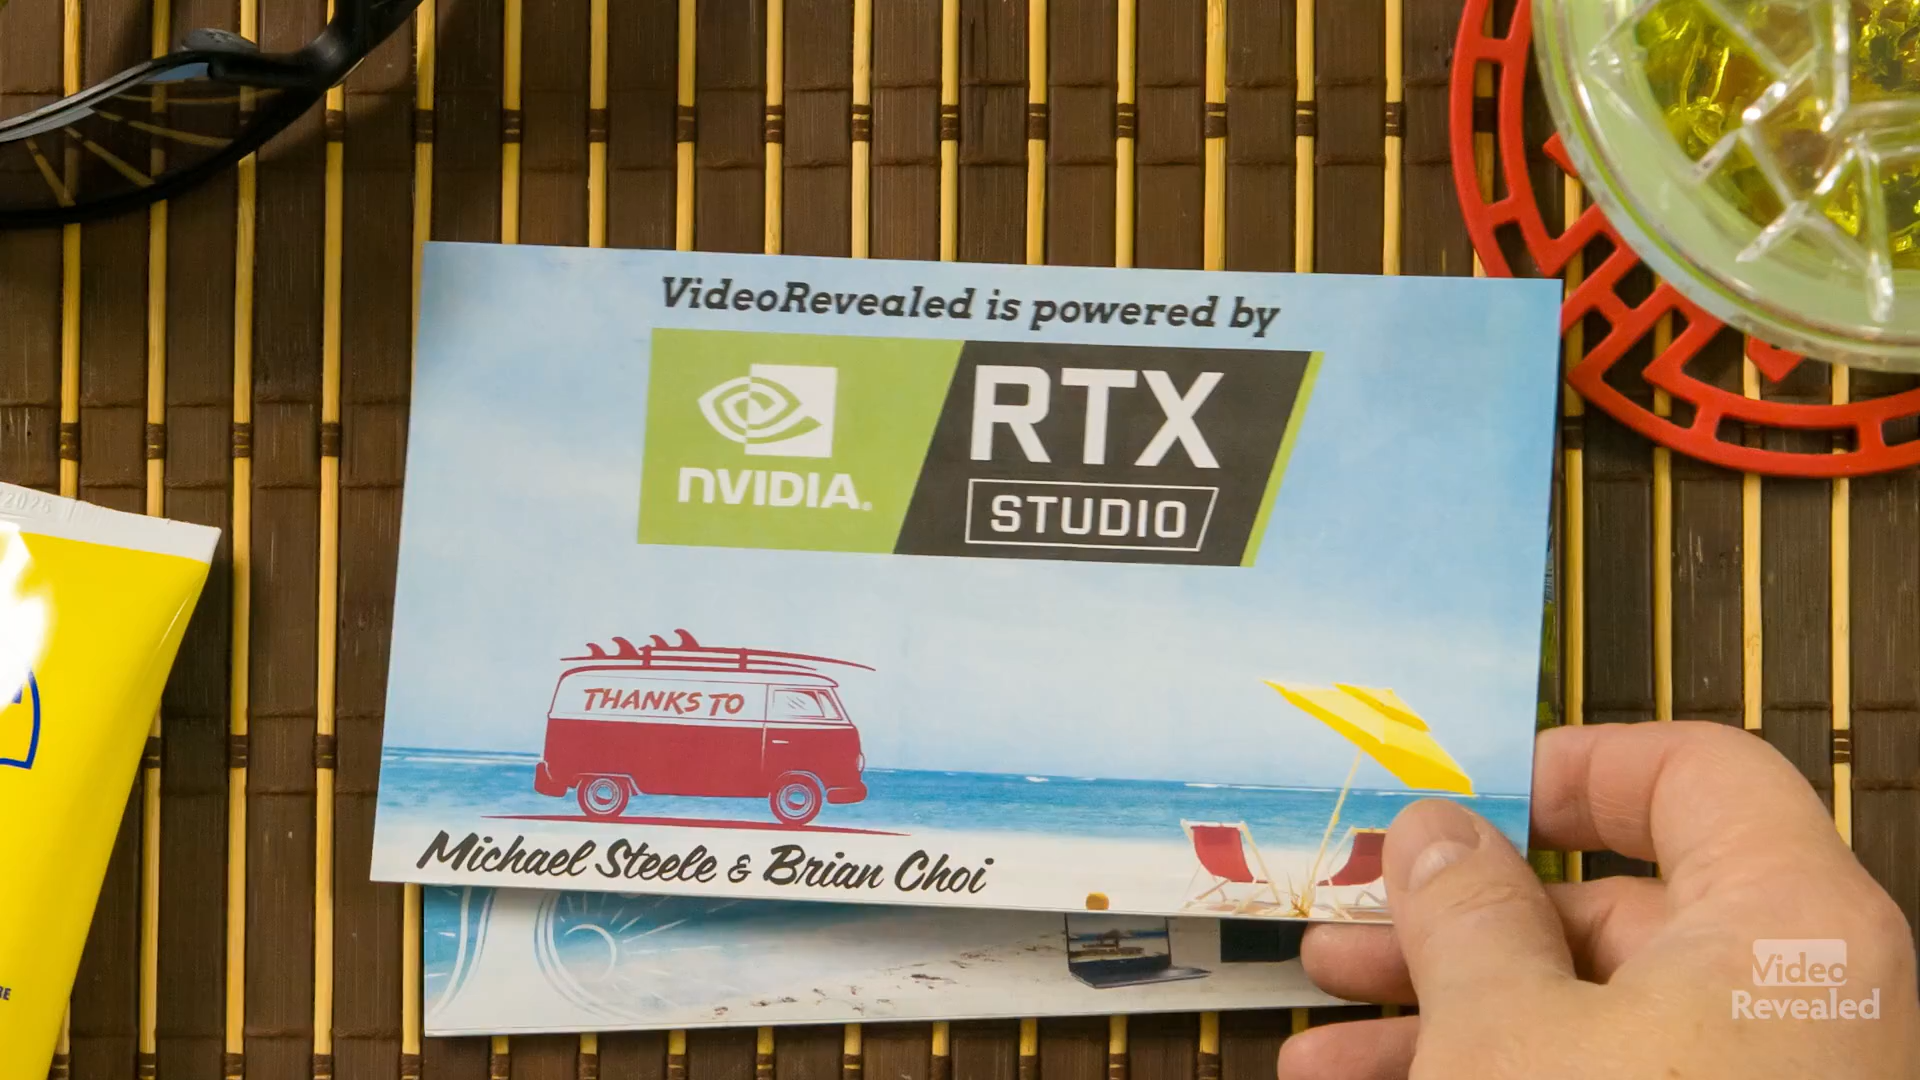 VideoRevealed is powered by
NVIDIA.
RTX
STUDIO
THANKS TO
Michael Steele & Brian Choi
Video
Revealed